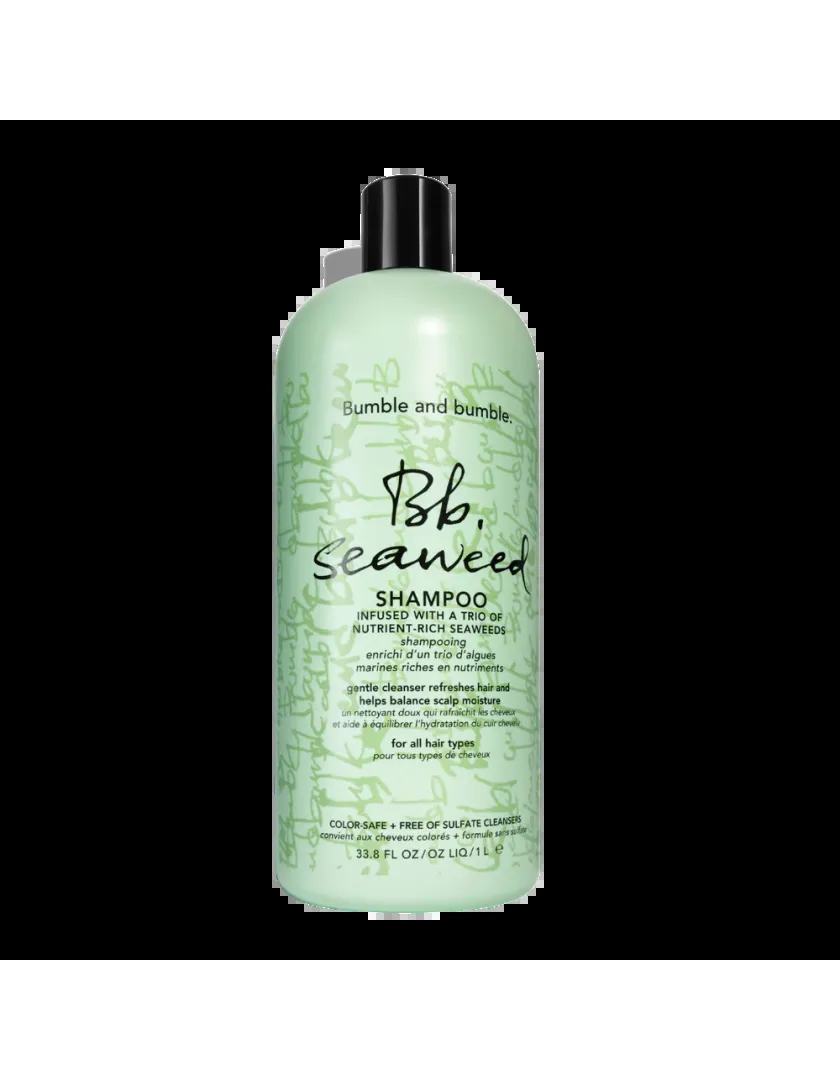 Bumble and bumble.
Bb.
seaweed
SHAMPOO
INFUSED WITH A TRIO OF
NUTRIENT-RICH SEAWEEDS
shampooing
enrichi d'un trio d'algues
marines riches en nutriments
gentle cleanser refreshes hair and
helps balance scalp moisture
un nettoyant doux qui rafraîchit les cheveux
et aide à équilibrer l'hydratation du cuir chevelu
for all hair types
pour tous types de cheveux
COLOR-SAFE + FREE OF SULFATE CLEANSERS
convient aux cheveux colorés + formule sans sulfate
33.8 FL OZ/OZ LIQ/1 L e